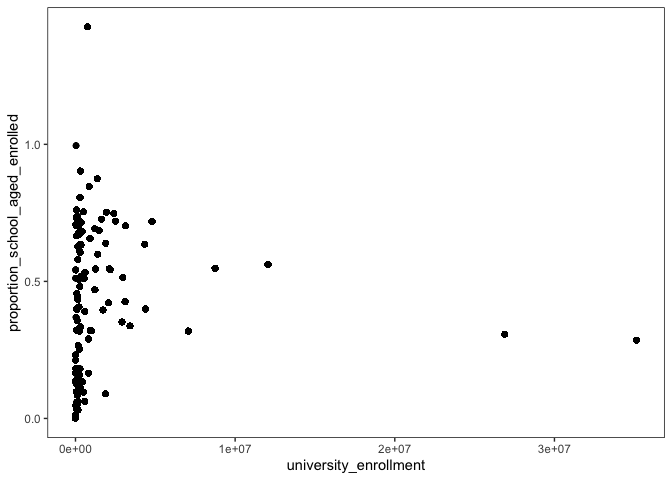 proportion_school_aged_enrolled
1.0
0.5
0.0
0e+00 1e+07 2e+07 3e+07
university_enrollment